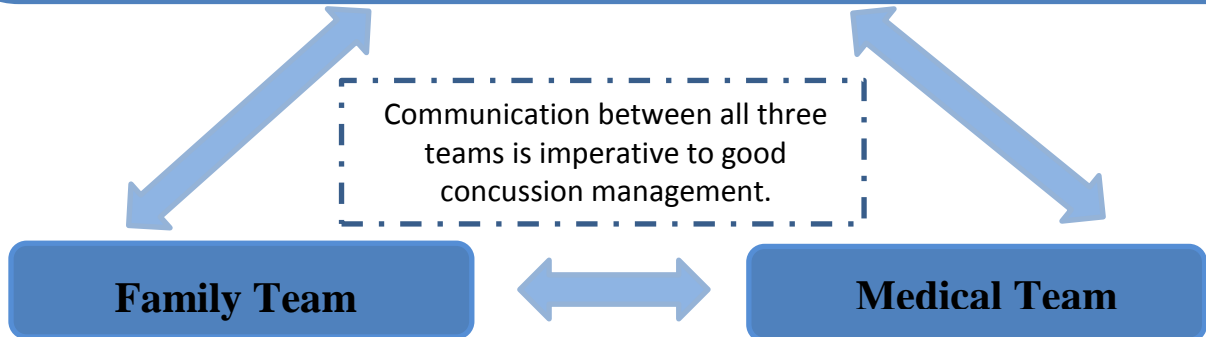 Communication between all three
teams is imperative to good
concussion management.
Family Team
Medical Team